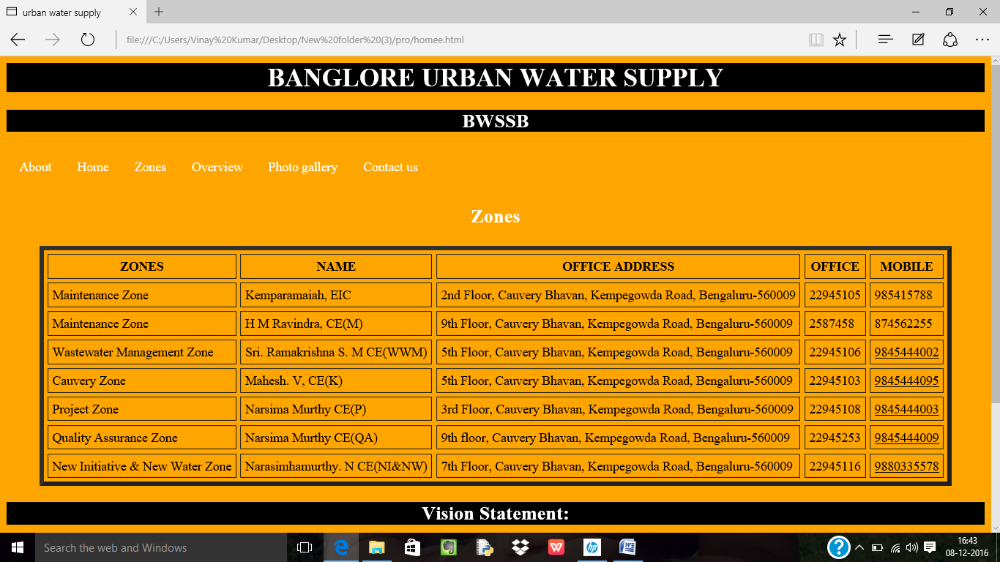 urban water supply
file:///C:/Users/Vinay%20Kumar/Desktop/New%20folder%20(3)/pro/homee.html
BANGLORE URBAN WATER SUPPLY
BWSSB
About Home Zones Overview Photo gallery Contact us
Zones
ZONES NAME OFFICE ADDRESS OFFICE MOBILE
Maintenance Zone Kemparamaiah, EIC 2nd Floor, Cauvery Bhavan, Kempegowda Road, Bengaluru-560009 22945105 985415788
Maintenance Zone H M Ravindra, CE(M) 9th Floor, Cauvery Bhavan, Kempegowda Road, Bengaluru-560009 2587458 874562255
Wastewater Management Zone Sri. Ramakrishna S. M CE(WWM) 5th Floor, Cauvery Bhavan, Kempegowda Road, Bengaluru-560009 22945106 9845444002
Cauvery Zone Mahesh. V, CE(K) 5th Floor, Cauvery Bhavan, Kempegowda Road, Bengaluru-560009 22945103 9845444095
Project Zone Narsima Murthy CE(P) 3rd Floor, Cauvery Bhavan, Kempegowda Road, Bengaluru-560009 22945108 9845444003
Quality Assurance Zone Narsima Murthy CE(QA) 9th floor, Cauvery Bhavan, Kempegowda Road, Bengaluru-560009 22945253 9845444009
New Initiative & New Water Zone Narasimhamurthy. N CE(NI&NW) 7th Floor, Cauvery Bhavan, Kempegowda Road, Bengaluru-560009 22945116 9880335578
Vision Statement:
Search the web and Windows
16:43
08-12-2016